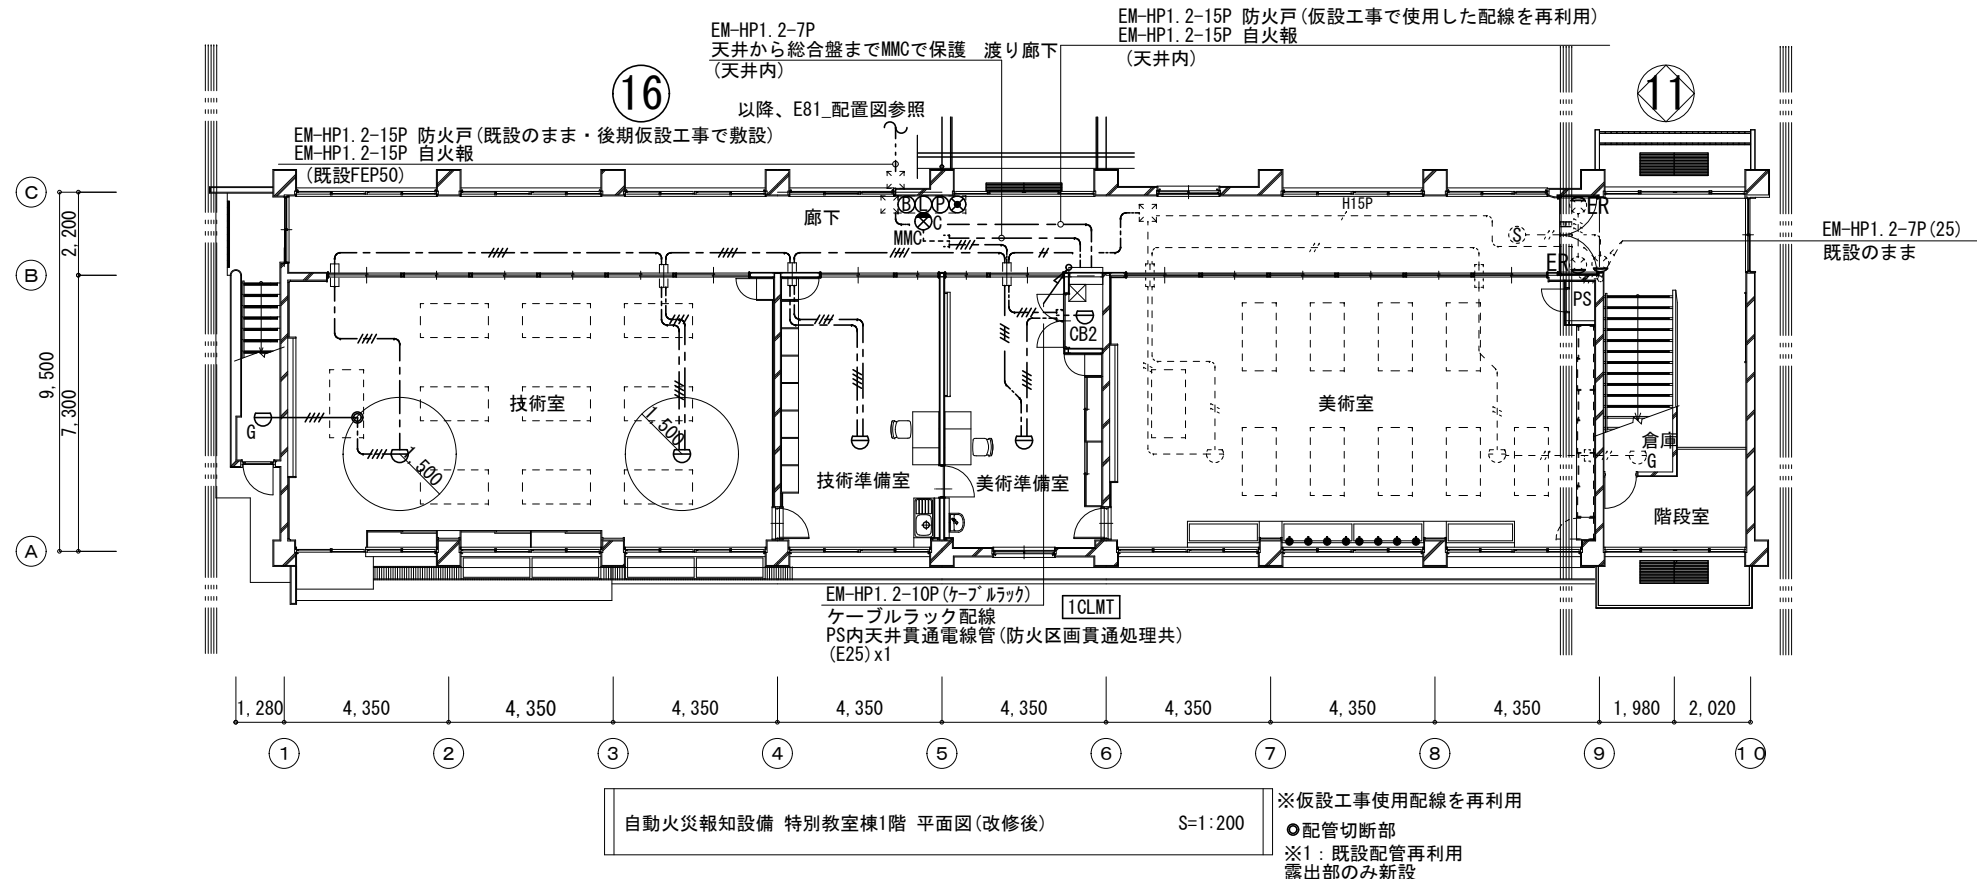 EM-HP1.2-7P
天井から総合盤までMMCで保護 渡り廊下
(天井内)
EM-HP1.2-15P 防火戸(仮設工事で使用した配線を再利用)
EM-HP1.2-15P 自火報
(天井内)
16
11
以降、E81_配置図参照
EM-HP1.2-15P 防火戸(既設のまま・後期仮設工事で敷設)
EM-HP1.2-15P 自火報
(既設FEP50)
C
B
A
2,200
7,300
9,500
廊下
B L P
C
MMC
H15P
S
ER
ER
EM-HP1.2-7P(25)
既設のまま
PS
CB2
G
技術室
1,500
1,500
技術準備室
美術準備室
美術室
倉庫
G
階段室
EM-HP1.2-10P(ケーブルラック)
ケーブルラック配線
PS内天井貫通電線管(防火区画貫通処理共)
(E25)x1
1CLMT
1,280 4,350 4,350 4,350 4,350 4,350 4,350 4,350 4,350 1,980 2,020
1 2 3 4 5 6 7 8 9 10
自動火災報知設備 特別教室棟1階 平面図(改修後) S=1:200
※仮設工事使用配線を再利用
配管切断部
※1：既設配管再利用
露出部のみ新設